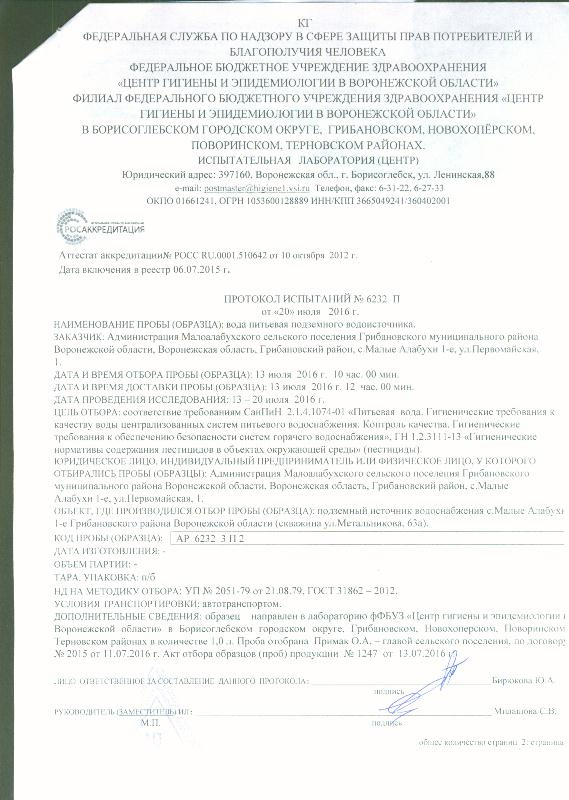 КГ
ФЕДЕРАЛЬНАЯ СЛУЖБА ПО НАДЗОРУ В СФЕРЕ ЗАЩИТЫ ПРАВ ПОТРЕБИТЕЛЕЙ И
БЛАГОПОЛУЧИЯ ЧЕЛОВЕКА
ФЕДЕРАЛЬНОЕ БЮДЖЕТНОЕ УЧРЕЖДЕНИЕ ЗДРАВООХРАНЕНИЯ
«ЦЕНТР ГИГИЕНЫ И ЭПИДЕМИОЛОГИИ В ВОРОНЕЖСКОЙ ОБЛАСТИ»
ФИЛИАЛ ФЕДЕРАЛЬНОГО БЮДЖЕТНОГО УЧРЕЖДЕНИЯ ЗДРАВООХРАНЕНИЯ «ЦЕНТР
ГИГИЕНЫ И ЭПИДЕМИОЛОГИИ В ВОРОНЕЖСКОЙ ОБЛАСТИ»
В БОРИСОГЛЕБСКОМ ГОРОДСКОМ ОКРУГЕ, ГРИБАНОВСКОМ, НОВОХОПЁРСКОМ,
ПОВОРИНСКОМ, ТЕРНОВСКОМ РАЙОНАХ.
ИСПЫТАТЕЛЬНАЯ ЛАБОРАТОРИЯ (ЦЕНТР)
Юридический адрес: 397160, Воронежская обл., г. Борисоглебск, ул. Ленинская,88
e-mail: postmaster@higiene1.vsi.ru Телефон, факс: 6-31-22, 6-27-33
ОКПО 01661241, ОГРН 1053600128889 ИНН/КПП 3665049241/360402001
РОСАККРЕДИТАЦИЯ
Аттестат аккредитации№ РОСС RU.0001.510642 от 10 октября 2012 г.
Дата включения в реестр 06.07.2015 г.
ПРОТОКОЛ ИСПЫТАНИЙ № 6232 П
от «20» июля 2016 г.
НАИМЕНОВАНИЕ ПРОБЫ (ОБРАЗЦА): вода питьевая подземного водоисточника.
ЗАКАЗЧИК: Администрация Малоалабухского сельского поселения Грибановского муниципального района
Воронежской области, Воронежская область, Грибановский район, с.Малые Алабухи 1-е, ул.Первомайская,
1.
ДАТА И ВРЕМЯ ОТБОРА ПРОБЫ (ОБРАЗЦА): 13 июля 2016 г. 10 час. 00 мин.
ДАТА И ВРЕМЯ ДОСТАВКИ ПРОБЫ (ОБРАЗЦА): 13 июля 2016 г. 12 час. 00 мин.
ДАТА ПРОВЕДЕНИЯ ИССЛЕДОВАНИЯ: 13 – 20 июля 2016 г.
ЦЕЛЬ ОТБОРА: соответствие требованиям СанПиН 2.1.4.1074-01 «Питьевая вода. Гигиенические требования к
качеству воды централизованных систем питьевого водоснабжения. Контроль качества. Гигиенические
требования к обеспечению безопасности систем горячего водоснабжения», ГН 1.2.3111-13 «Гигиенические
нормативы содержания пестицидов в объектах окружающей среды» (пестициды).
ЮРИДИЧЕСКОЕ ЛИЦО, ИНДИВИДУАЛЬНЫЙ ПРЕДПРИНИМАТЕЛЬ ИЛИ ФИЗИЧЕСКОЕ ЛИЦО, У КОТОРОГО
ОТБИРАЛИСЬ ПРОБЫ (ОБРАЗЦЫ): Администрация Малоалабухского сельского поселения Грибановского
муниципального района Воронежской области, Воронежская область, Грибановский район, с.Малые
Алабухи 1-е, ул.Первомайская, 1.
ОБЪЕКТ, ГДЕ ПРОИЗВОДИЛСЯ ОТБОР ПРОБЫ (ОБРАЗЦА): подземный источник водоснабжения с.Малые Алабухи
1-е Грибановского района Воронежской области (скважина ул.Метальникова, 63а).
КОД ПРОБЫ (ОБРАЗЦА): АР 6232 3 П 2
ДАТА ИЗГОТОВЛЕНИЯ: -
ОБЪЕМ ПАРТИИ: -
ТАРА, УПАКОВКА: п/б
НД НА МЕТОДИКУ ОТБОРА: УП № 2051-79 от 21.08.79, ГОСТ 31862 – 2012.
УСЛОВИЯ ТРАНСПОРТИРОВКИ: автотранспортом.
ДОПОЛНИТЕЛЬНЫЕ СВЕДЕНИЯ: образец направлен в лабораторию фФБУЗ «Центр гигиены и эпидемиологии в
Воронежской области» в Борисоглебском городском округе, Грибановском, Новохоперском, Поворинском
Терновском районах в количестве 1,0 л. Проба отобрана Примак О.А. – главой сельского поселения, по договору
№ 2015 от 11.07.2016 г. Акт отбора образцов (проб) продукции № 1247 от 13.07.2016 г.
ЛИЦО ОТВЕТСТВЕННОЕ ЗА СОСТАВЛЕНИЕ ДАННОГО ПРОТОКОЛА: Бирюкова Ю.А.
подпись
РУКОВОДИТЕЛЬ (ЗАМЕСТИТЕЛЬ) ИЛ: Милашова С.В.
М.П. подпись
общее количество страниц 2; страница